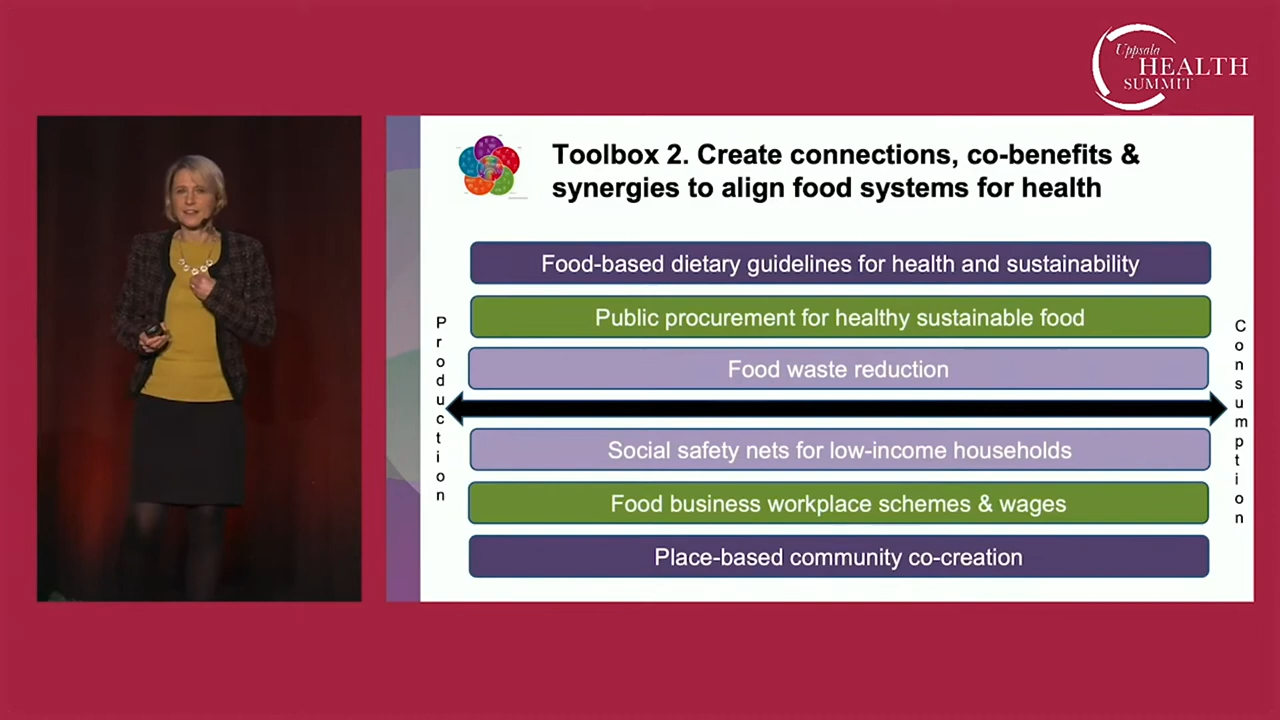 Uppsala
HEALTH
SUMMIT
Toolbox 2. Create connections, co-benefits &
synergies to align food systems for health
Food-based dietary guidelines for health and sustainability
Public procurement for healthy sustainable food
Food waste reduction
Production
Consumption
Social safety nets for low-income households
Food business workplace schemes & wages
Place-based community co-creation